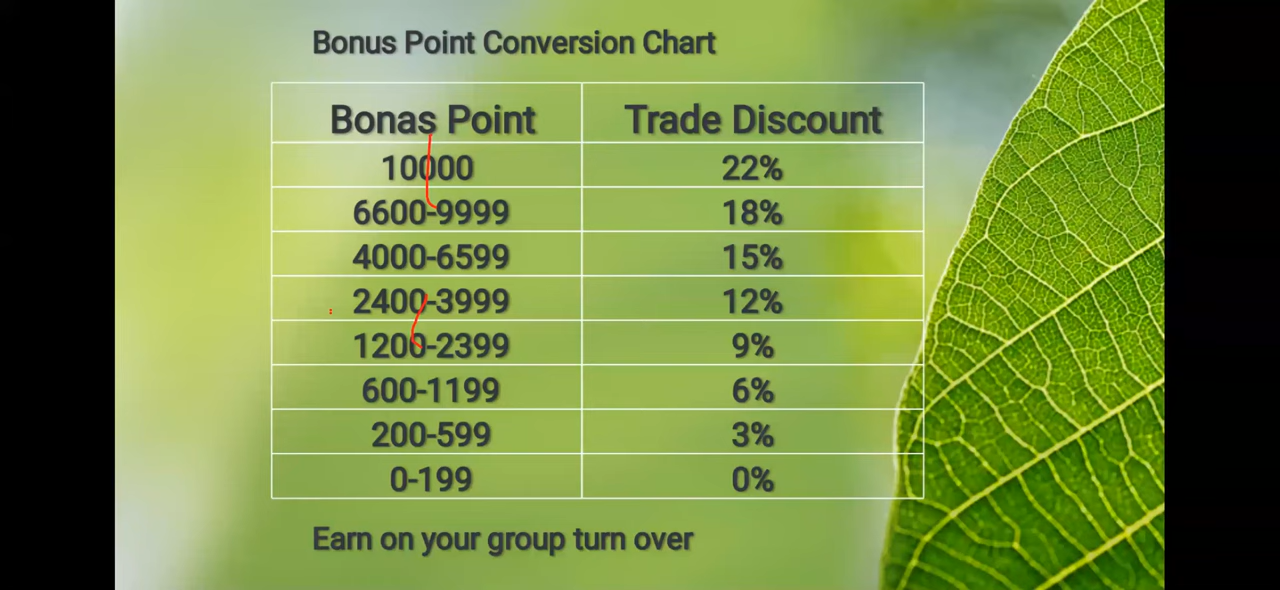 Bonus Point Conversion Chart
Bonas Point Trade Discount
10000 22%
6600-9999 18%
4000-6599 15%
2400-3999 12%
1200-2399 9%
600-1199 6%
200-599 3%
0-199 0%
Earn on your group turn over